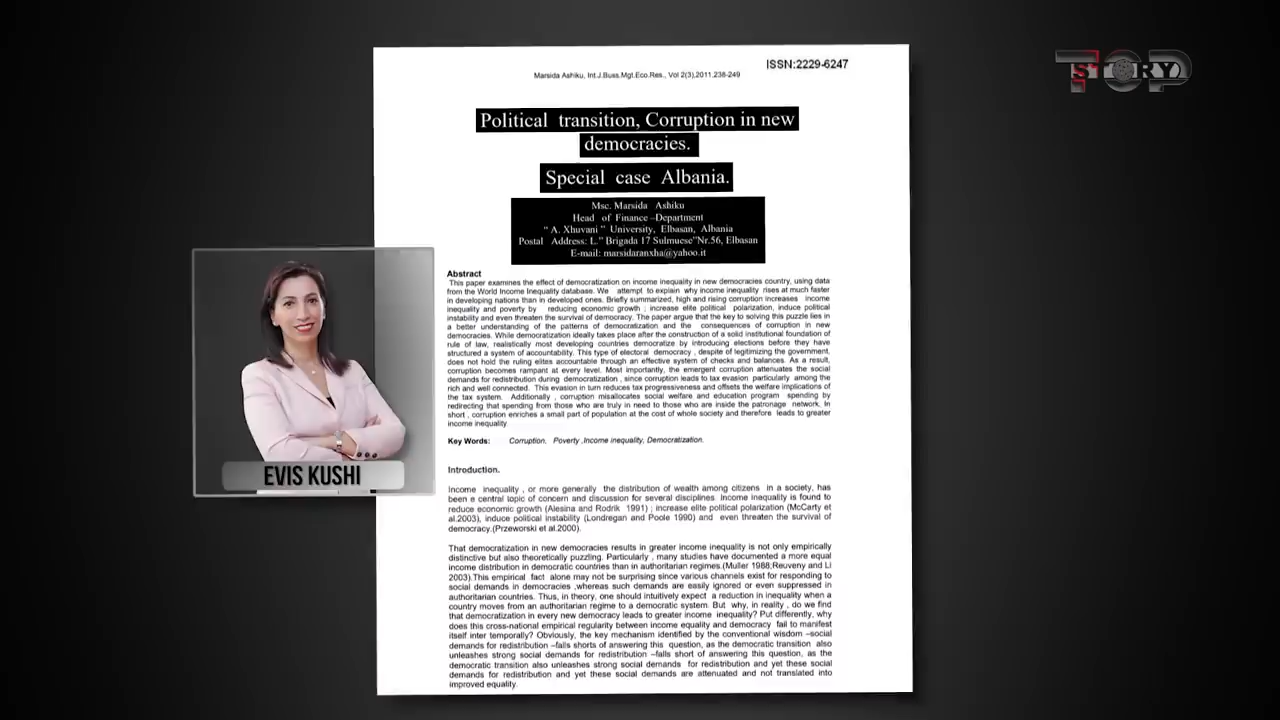 TOP STORY
ISSN:2229-6247
Marsida Ashiku, Int.J.Buss.Mgt.Eco.Res., Vol 2(3),2011,238-249
Political transition, Corruption in new
democracies.
Special case Albania.
Msc. Marsida Ashiku
Head of Finance –Department
“ A. Xhuvani ” University, Elbasan, Albania
Postal Address: L.” Brigada 17 Sulmuese”Nr.56, Elbasan
E-mail: marsidaranxha@yahoo.it
Abstract
This paper examines the effect of democratization on income inequality in new democracies country, using data
from the World Income Inequality database. We attempt to explain why income inequality rises at much faster
in developing nations than in developed ones. Briefly summarized, high and rising corruption increases income
inequality and poverty by reducing economic growth ; increase elite political polarization, induce political
instability and even threaten the survival of democracy. The paper argue that the key to solving this puzzle lies in
a better understanding of the patterns of democratization and the consequences of corruption in new
democracies. While democratization ideally takes place after the construction of a solid institutional foundation of
rule of law, realistically most developing countries democratize by introducing elections before they have
structured a system of accountability. This type of electoral democracy , despite of legitimizing the government,
does not hold the ruling elites accountable through an effective system of checks and balances. As a result,
corruption becomes rampant at every level. Most importantly, the emergent corruption attenuates the social
demands for redistribution during democratization , since corruption leads to tax evasion particularly among the
rich and well connected. This evasion in turn reduces tax progressiveness and offsets the welfare implications of
the tax system. Additionally , corruption misallocates social welfare and education program spending by
redirecting that spending from those who are truly in need to those who are inside the patronage network. In
short , corruption enriches a small part of population at the cost of whole society and therefore leads to greater
income inequality
Key Words: Corruption, Poverty ,Income inequality, Democratization.
Introduction.
Income inequality , or more generally the distribution of wealth among citizens in a society, has
been a central topic of concern and discussion for several disciplines. Income inequality is found to
reduce economic growth (Alesina and Rodrik 1991) ; increase elite political polarization (McCarty et
al.2003), induce political instability (Londregan and Poole 1990) and even threaten the survival of
democracy.(Przeworski et al.2000).
That democratization in new democracies results in greater income inequality is not only empirically
distinctive but also theoretically puzzling. Particularly , many studies have documented a more equal
income distribution in democratic countries than in authoritarian regimes.(Muller 1988;Reuveny and Li
2003).This empirical fact alone may not be surprising since various channels exist for responding to
social demands in democracies ,whereas such demands are easily ignored or even suppressed in
authoritarian countries. Thus, in theory, one should intuitively expect a reduction in inequality when a
country moves from an authoritarian regime to a democratic system. But why, in reality , do we find
that democratization in every new democracy leads to greater income inequality? Put differently, why
does this cross-national empirical regularity between income equality and democracy fail to manifest
itself inter temporally? Obviously, the key mechanism identified by the conventional wisdom –social
demands for redistribution –falls shorts of answering this question, as the democratic transition also
unleashes strong social demands for redistribution –falls short of answering this question, as the
democratic transition also unleashes strong social demands for redistribution and yet these social
demands for redistribution and yet these social demands are attenuated and not translated into
improved equality.
EVIS KUSHI